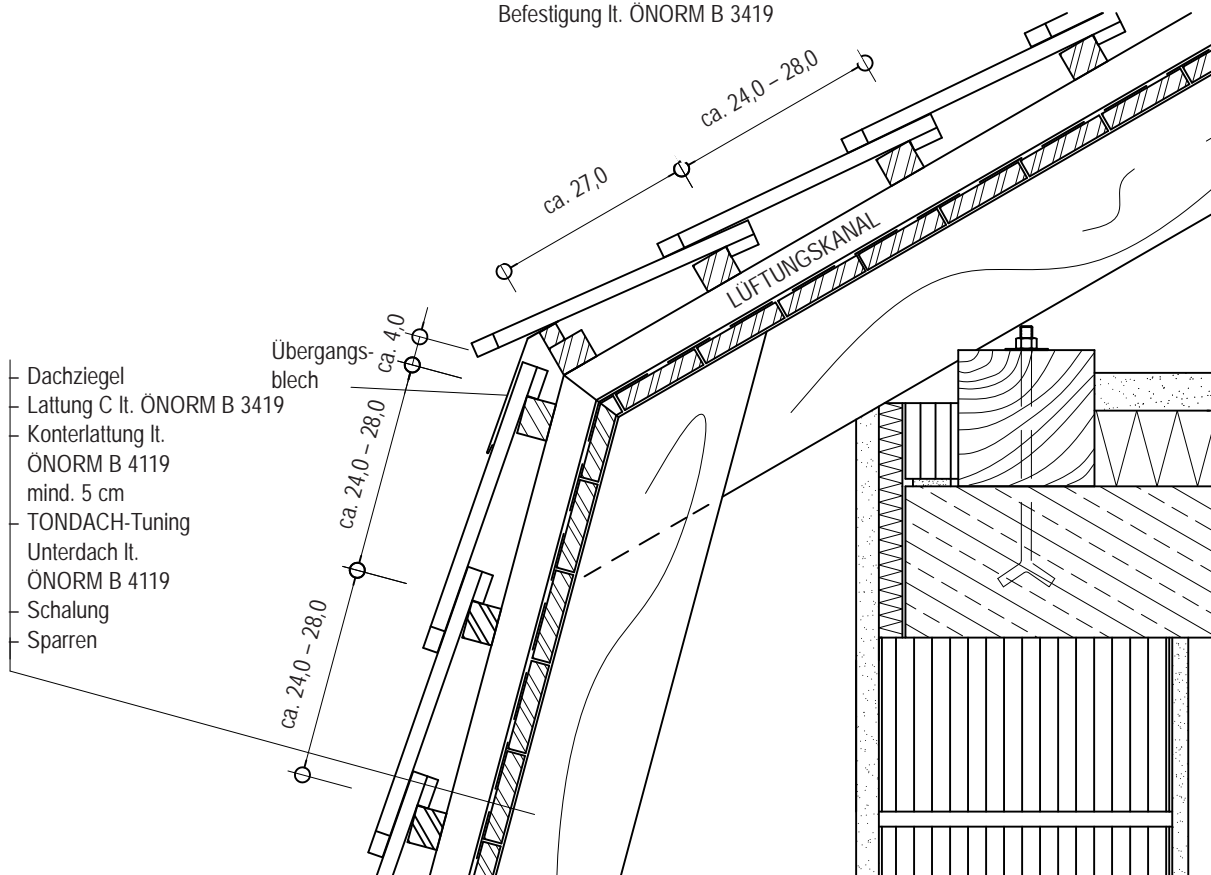 Befestigung lt. ÖNORM B 3419
ca. 24,0 – 28,0
ca. 27,0
LÜFTUNGSKANAL
ca. 4,0
Übergangs-
blech
Dachziegel
Lattung C lt. ÖNORM B 3419
Konterlattung lt.
ÖNORM B 4119
mind. 5 cm
TONDACH-Tuning
Unterdach lt.
ÖNORM B 4119
Schalung
Sparren
ca. 24,0 – 28,0
ca. 24,0 – 28,0